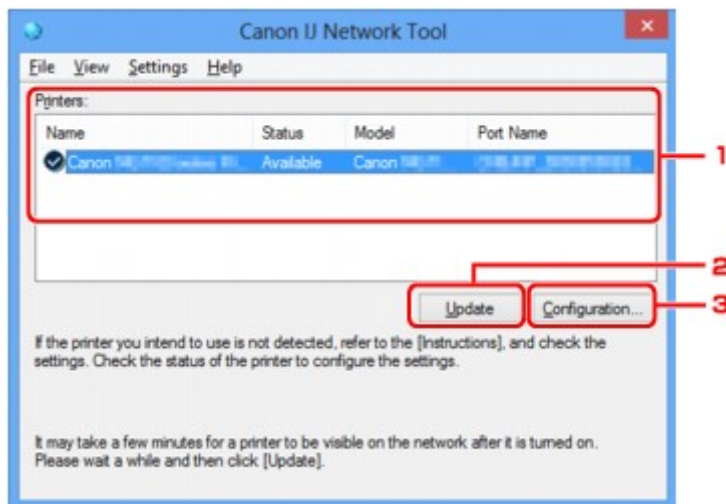 Canon IJ Network Tool
File View Settings Help
Printers:
Name Status Model Port Name
Canon Available Canon
1
2
Update Configuration...
3
If the printer you intend to use is not detected, refer to the [Instructions], and check the
settings. Check the status of the printer to configure the settings.
It may take a few minutes for a printer to be visible on the network after it is turned on.
Please wait a while and then click [Update].